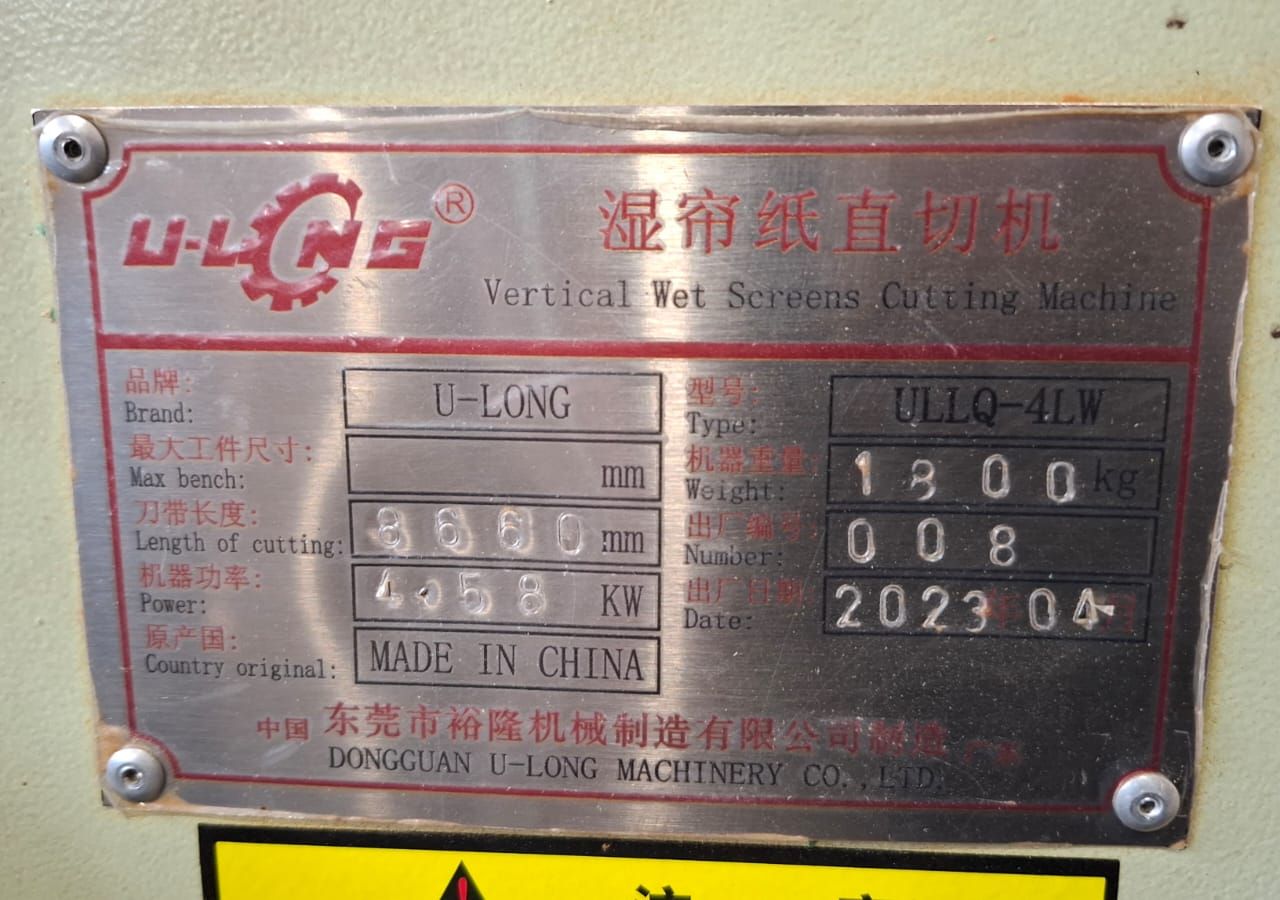 U-LONG®
湿帘纸直切机
Vertical Wet Screens Cutting Machine
品牌:
Brand: U-LONG
型号:
Type: ULLQ-4LW
最大工件尺寸:
Max bench: mm
机器重量:
Weight: 1800 kg
刀带长度:
Length of cutting: 8660 mm
出厂编号:
Number: 008
机器功率:
Power: 4.58 KW
出厂日期:
Date: 2023年04月
原产国:
Country original: MADE IN CHINA
中国 东莞市裕隆机械制造有限公司制造 广东
DONGGUAN U-LONG MACHINERY CO.,LTD.